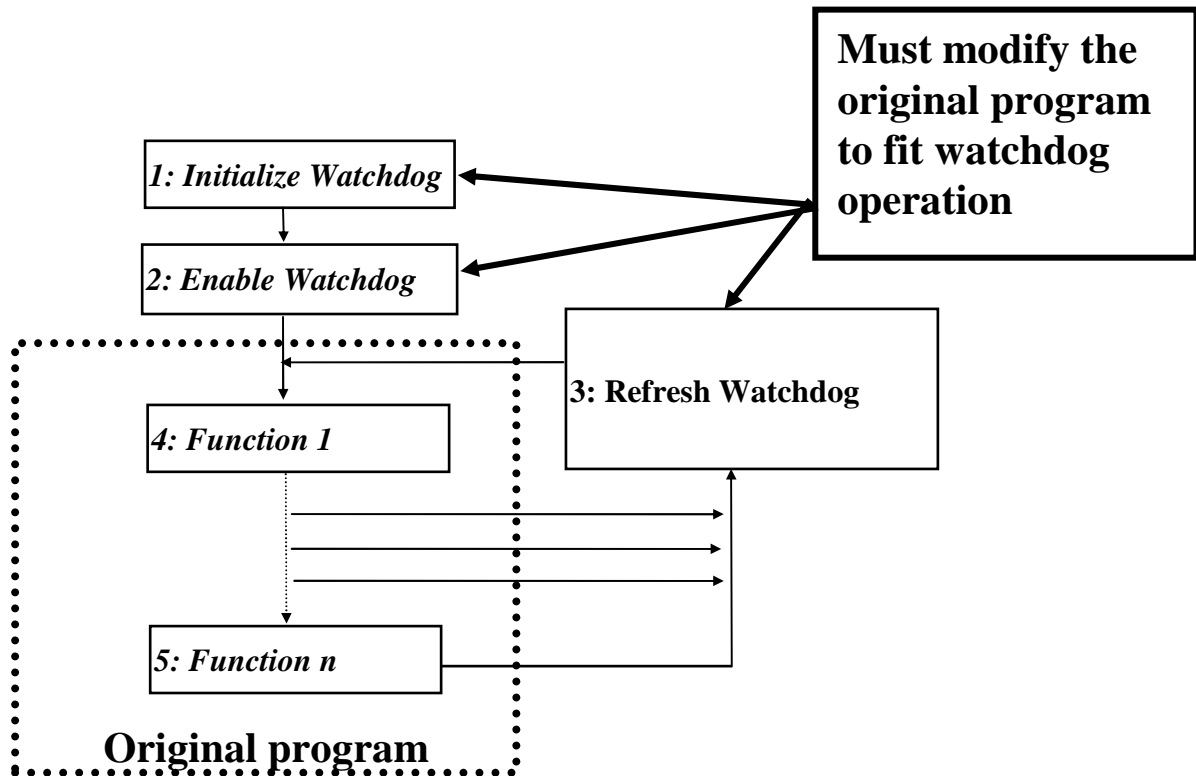 Must modify the
original program
to fit watchdog
operation
1: Initialize Watchdog
2: Enable Watchdog
3: Refresh Watchdog
4: Function 1
5: Function n
Original program